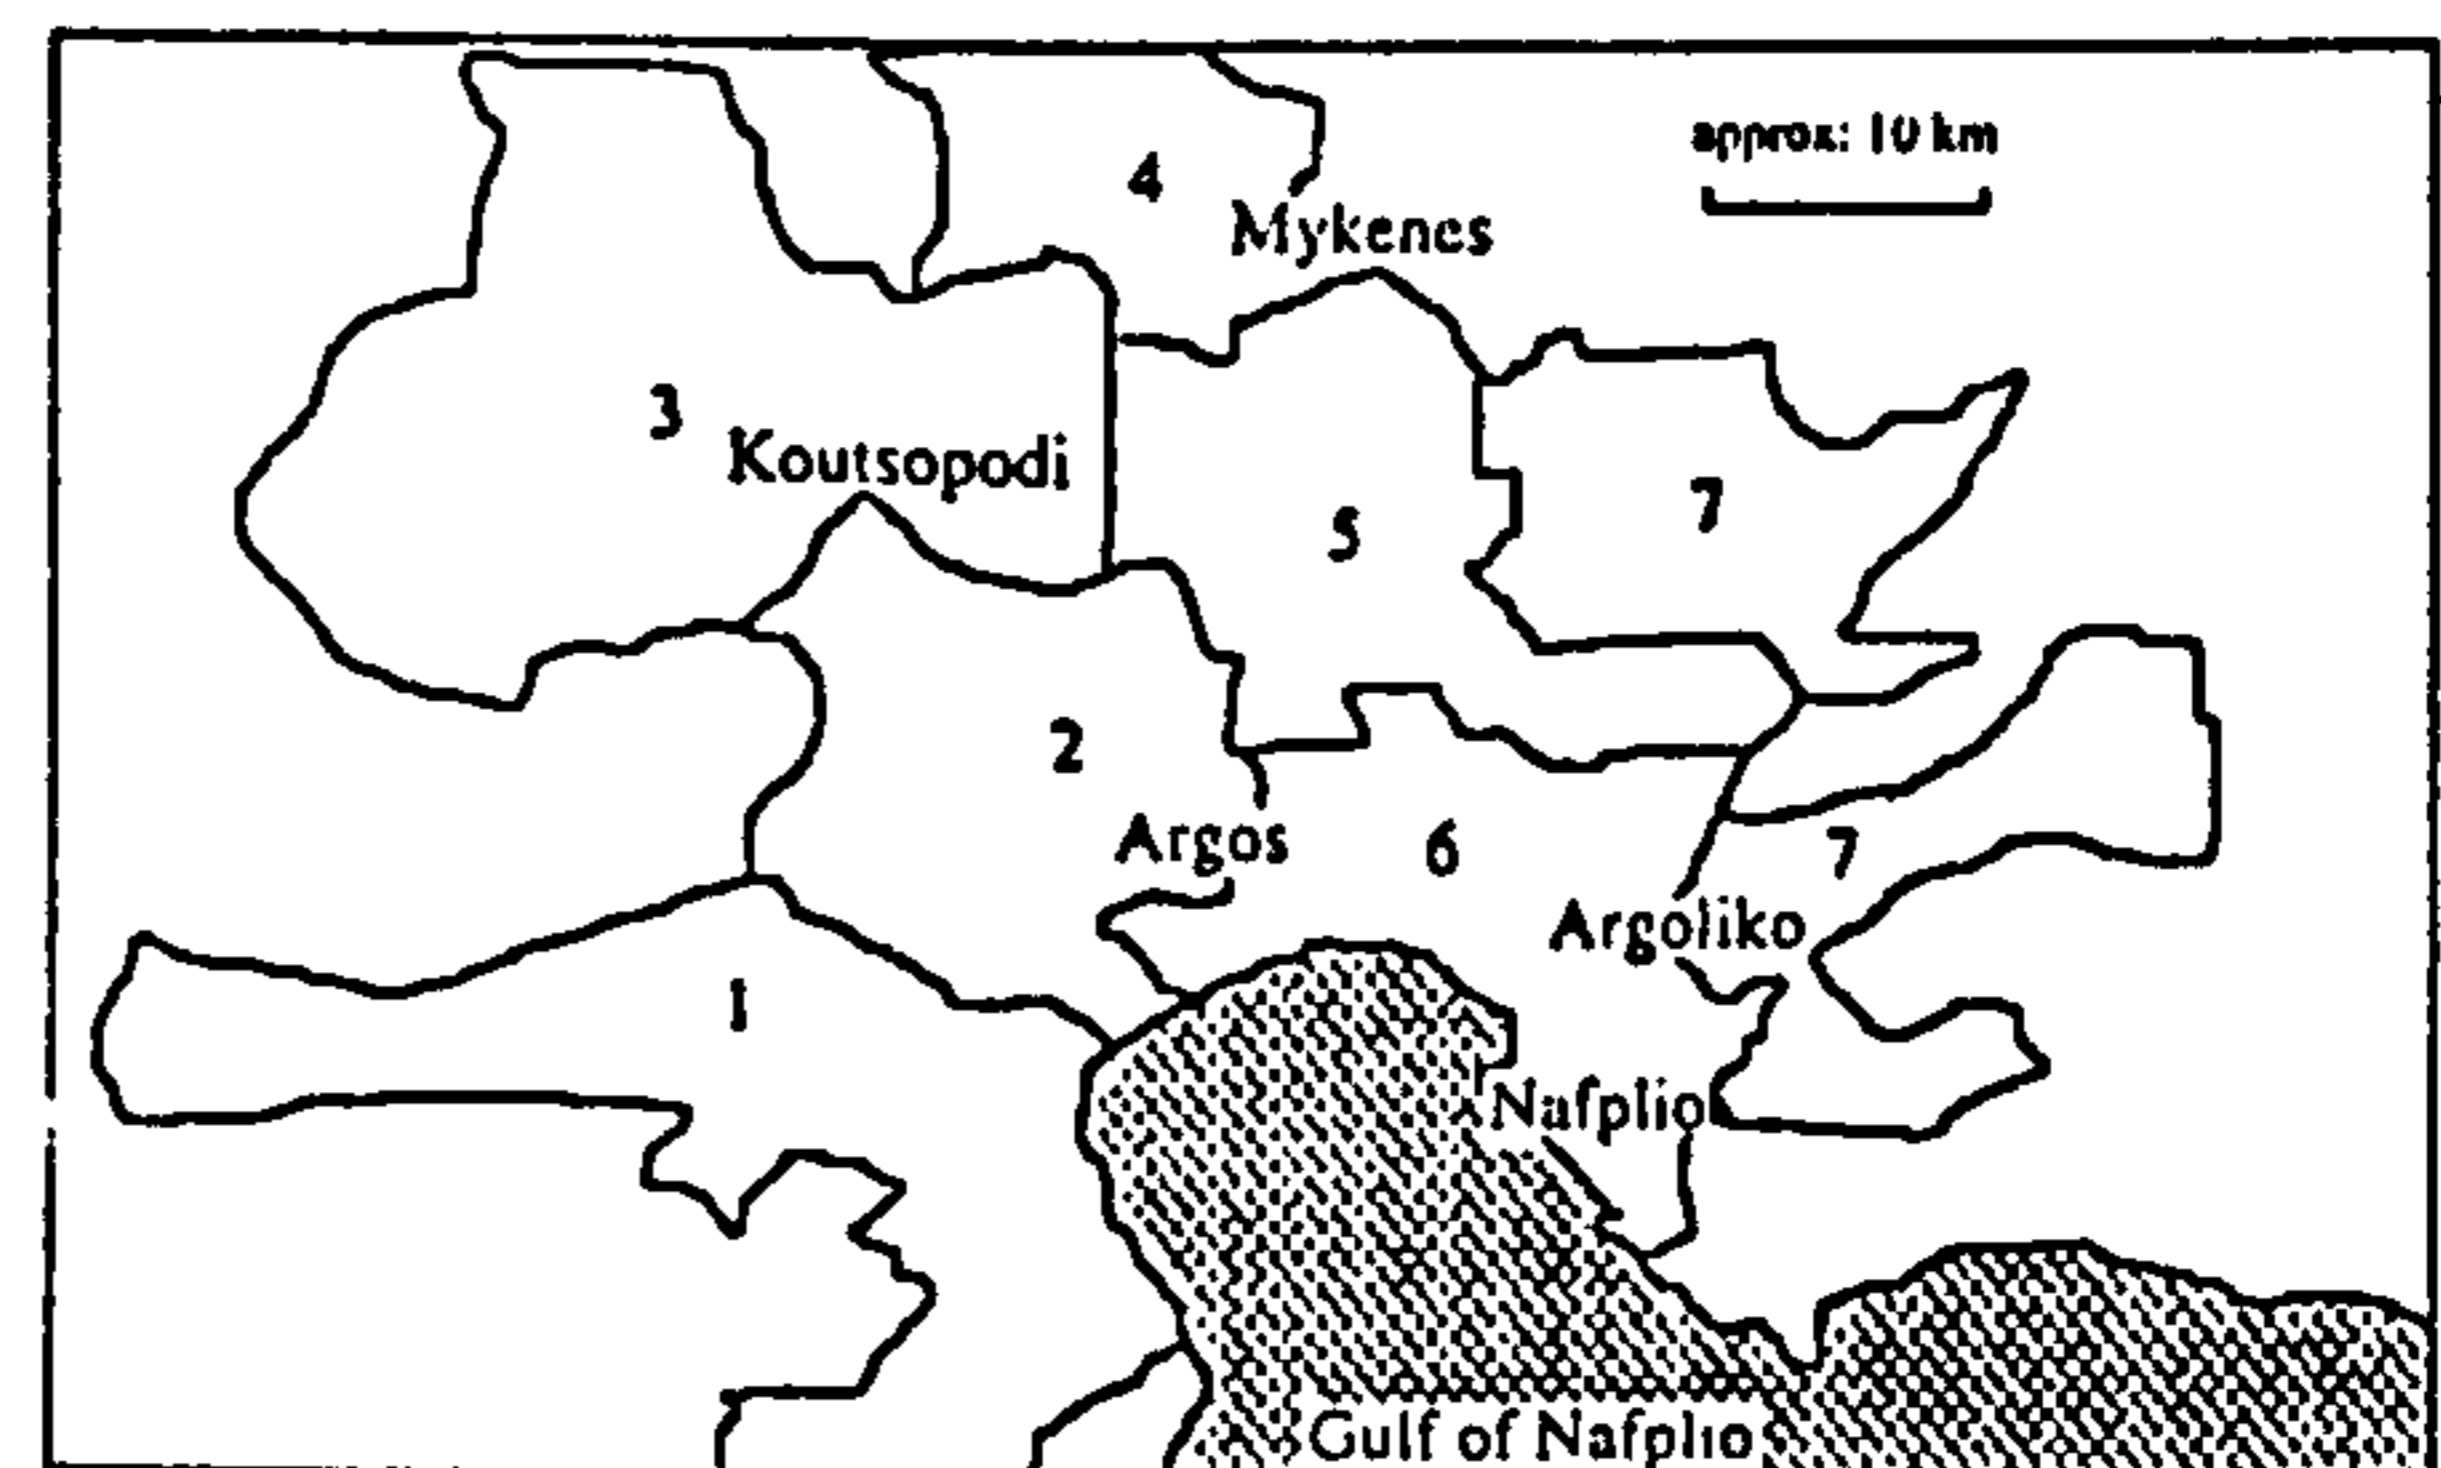 approx: 10 km
4
Mykenes
3
Koutsopodi
7
5
2
Argos
6
7
Argoliko
1
Nafplio
Gulf of Nafplio